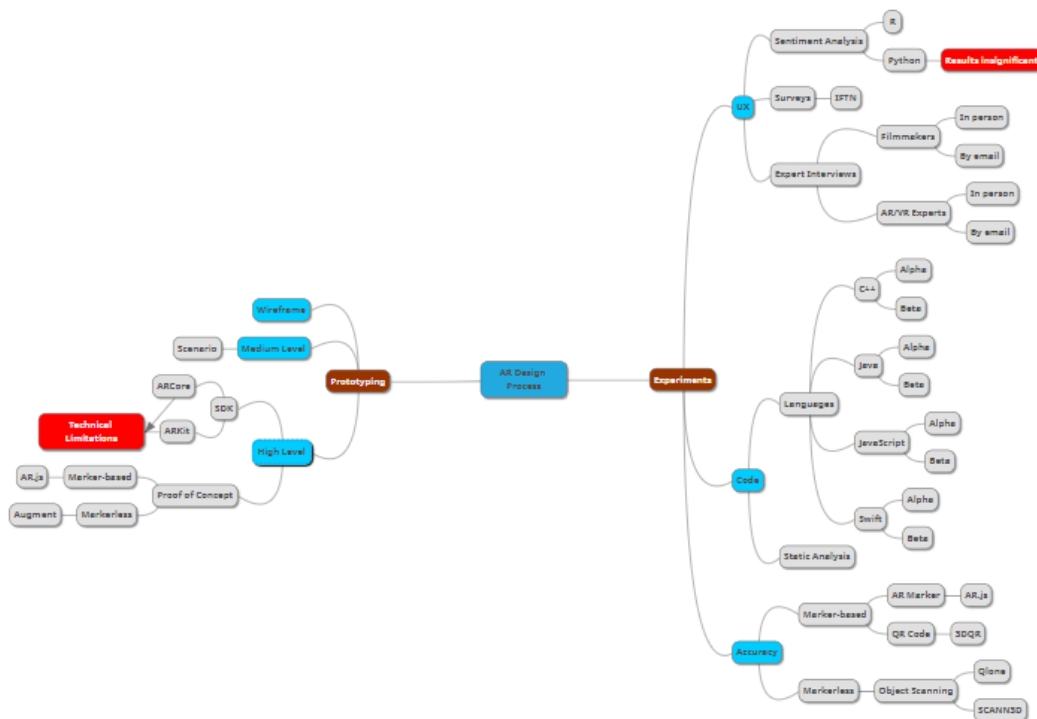 R
Sentiment Analysis
Python
Results insignificant
UX
Surveys
IFTN
Expert Interviews
Filmmakers
In person
By email
AR/VR Experts
In person
By email
Wireframe
Scenario
Medium Level
Prototyping
AR Design
Process
Experiments
ARCore
SDK
Technical
Limitations
ARKit
High Level
AR.js
Marker-based
Proof of Concept
Augment
Markerless
Languages
C++
Alpha
Beta
Java
Alpha
Beta
JavaScript
Alpha
Beta
Swift
Alpha
Beta
Code
Static Analysis
Accuracy
Marker-based
AR Marker
AR.js
QR Code
3DQR
Markerless
Object Scanning
Qlone
SCANN3D